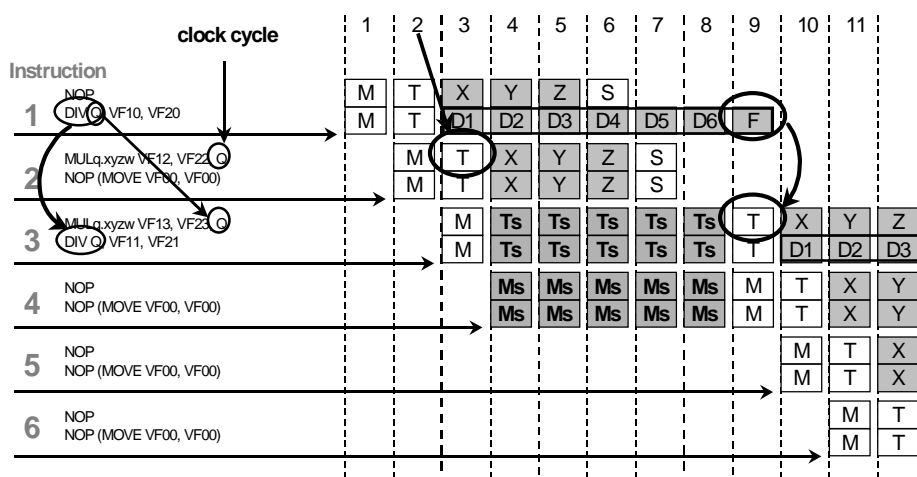 1 2 3 4 5 6 7 8 9 10 11
clock cycle
Instruction
NOP M T X Y Z S
1 DIV Q, VF10, VF20 M T D1 D2 D3 D4 D5 D6 F
MULq.xyzw VF12, VF22 Q M T X Y Z S
2 NOP (MOVE VF00, VF00) M T X Y Z S
MULq.xyzw VF13, VF23 Q M Ts Ts Ts Ts Ts T X Y Z
3 DIV Q, VF11, VF21 M Ts Ts Ts Ts Ts T D1 D2 D3
NOP Ms Ms Ms Ms Ms M T X Y
4 NOP (MOVE VF00, VF00) Ms Ms Ms Ms Ms M T X Y
NOP M T X
5 NOP (MOVE VF00, VF00) M T X
NOP M T
6 NOP (MOVE VF00, VF00) M T